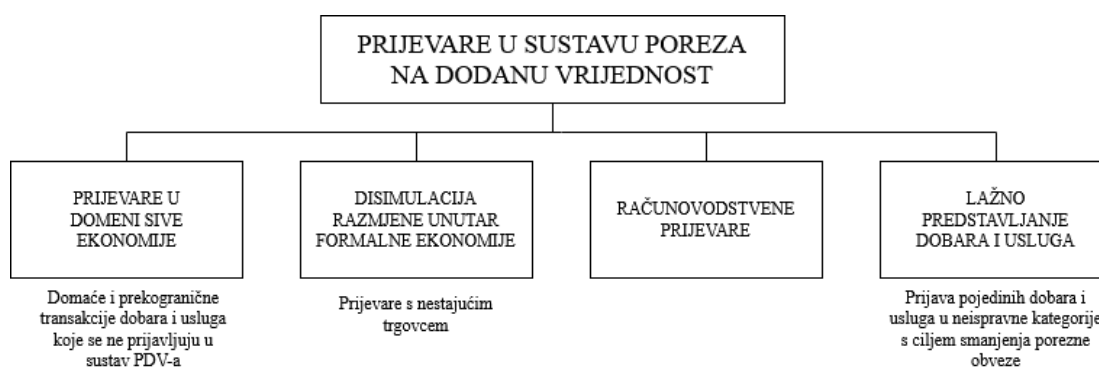 PRIJEVARE U SUSTAVU POREZA
NA DODANU VRIJEDNOST
PRIJEVARE U
DOMENI SIVE
EKONOMIJE
Domaće i prekogranične
transakcije dobara i usluga
koje se ne prijavljuju u
sustav PDV-a
DISIMULACIJA
RAZMJENE UNUTAR
FORMALNE EKONOMIJE
Prijevare s nestajućim
trgovcem
RAČUNOVODSTVENE
PRIJEVARE
LAŽNO
PREDSTAVLJANJE
DOBARA I USLUGA
Prijava pojedinih dobara i
usluga u neispravne kategorije
s ciljem smanjenja porezne
obveze